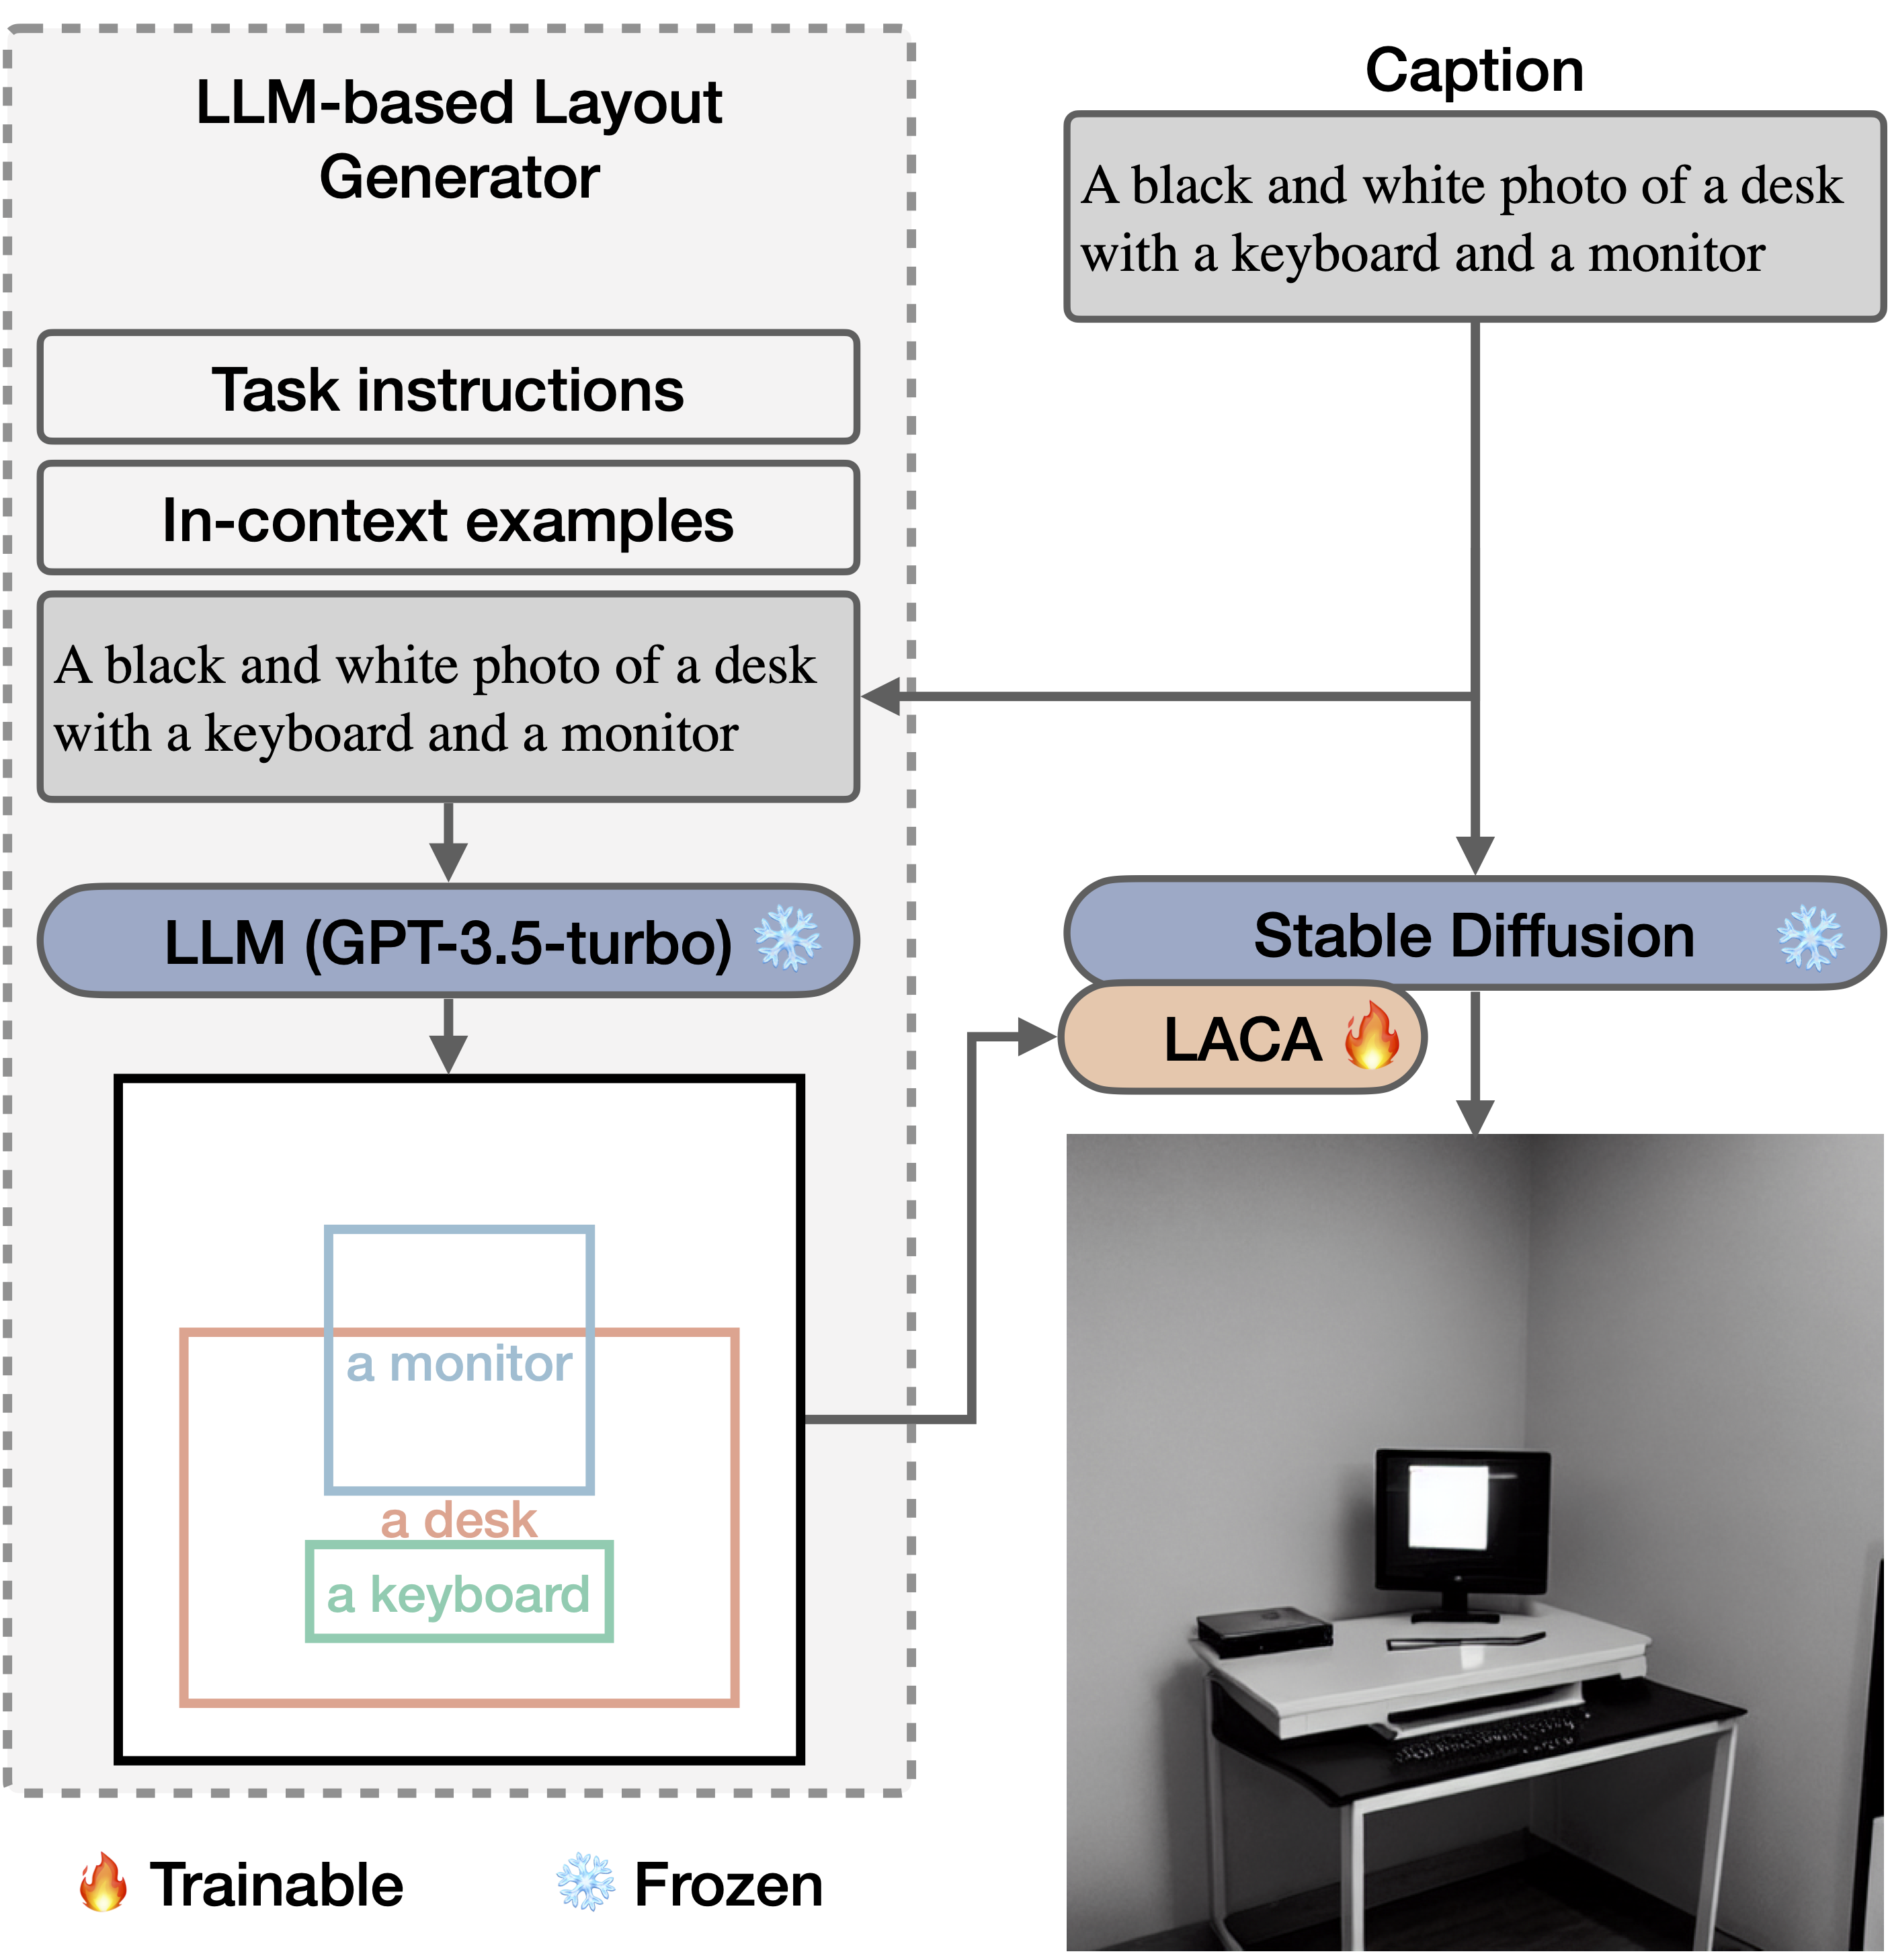 LLM-based Layout
Generator
Task instructions
In-context examples
A black and white photo of a desk
with a keyboard and a monitor
LLM (GPT-3.5-turbo)
a monitor
a desk
a keyboard
Caption
A black and white photo of a desk
with a keyboard and a monitor
Stable Diffusion
LACA
Trainable
Frozen